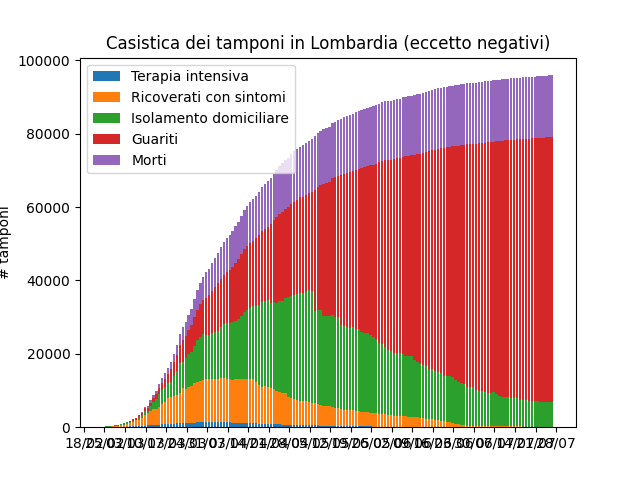 Casistica dei tamponi in Lombardia (eccetto negativi)
Terapia intensiva
Ricoverati con sintomi
Isolamento domiciliare
Guariti
Morti
100000
80000
60000
40000
20000
0
# tamponi